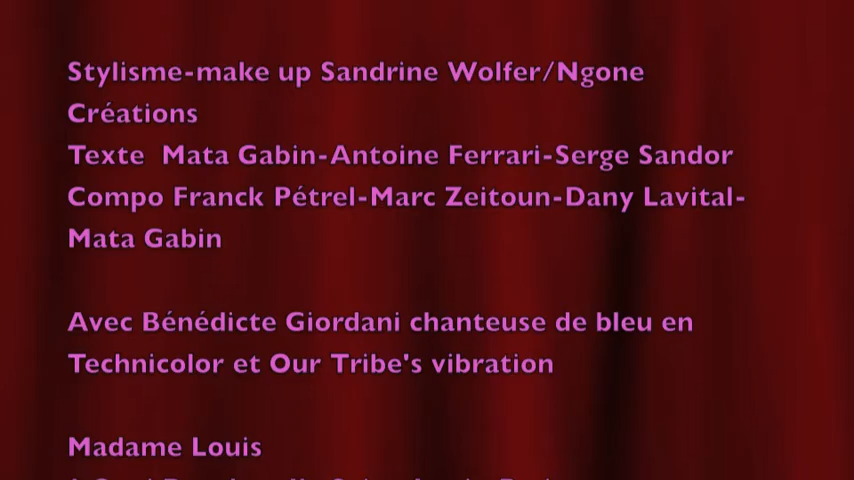 Stylisme-make up Sandrine Wolfer/Ngone
Créations
Texte  Mata Gabin-Antoine Ferrari-Serge Sandor
Compo Franck Pétrel-Marc Zeitoun-Dany Lavital-
Mata Gabin
Avec Bénédicte Giordani chanteuse de bleu en
Technicolor et Our Tribe's vibration
Madame Louis